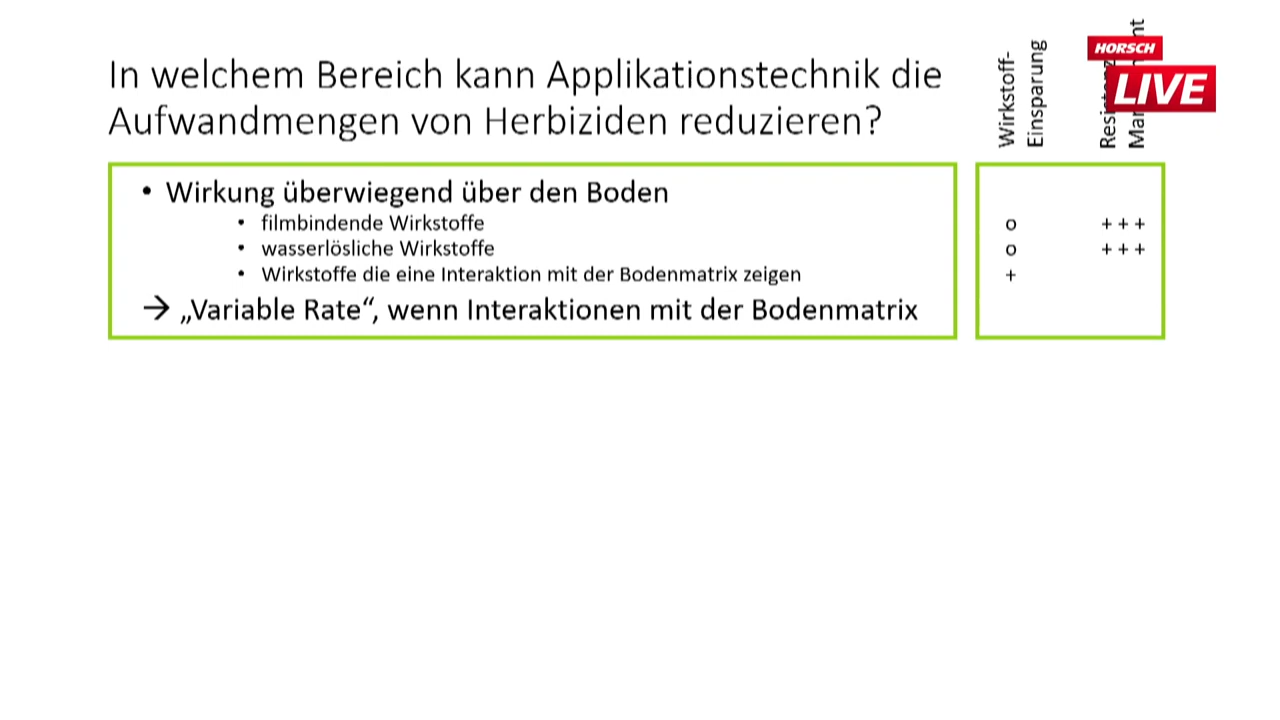 In welchem Bereich kann Applikationstechnik die
Aufwandmengen von Herbiziden reduzieren?
Wirkstoff-
Einsparung
HORSCH
LIVE
• Wirkung überwiegend über den Boden
• filmbindende Wirkstoffe o +++
• wasserlösliche Wirkstoffe o +++
• Wirkstoffe die eine Interaktion mit der Bodenmatrix zeigen +
→ „Variable Rate“, wenn Interaktionen mit der Bodenmatrix